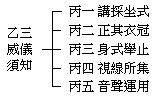 乙三威儀須知
丙一 講採坐式
丙二 正其衣冠
丙三 身式舉止
丙四 視線所集
丙五 音聲運用